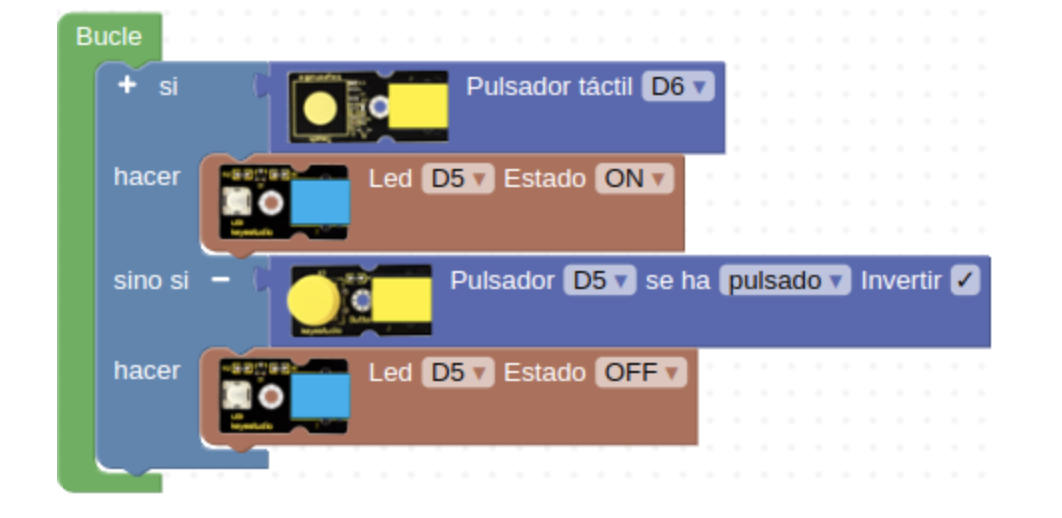 Bucle
+ si Pulsador táctil D6
hacer Led D5 Estado ON
sino si - Pulsador D5 se ha pulsado Invertir ✓
hacer Led D5 Estado OFF